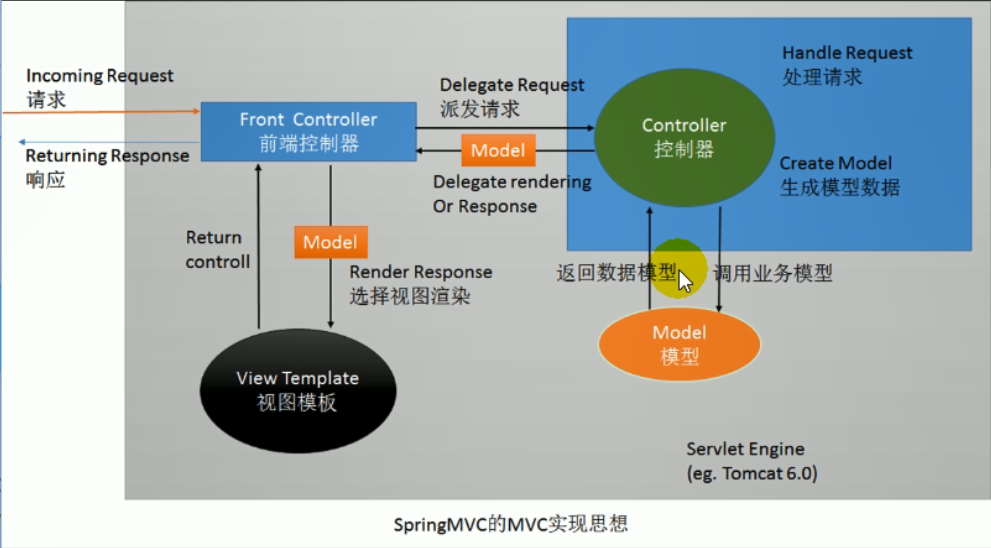 Incoming Request
请求
Returning Response
响应
Front Controller
前端控制器
Delegate Request
派发请求
Model
Delegate rendering
Or Response
Controller
控制器
Handle Request
处理请求
Create Model
生成模型数据
Return
controll
Model
Render Response
选择视图渲染
返回数据模型
调用业务模型
Model
模型
View Template
视图模板
Servlet Engine
(eg. Tomcat 6.0)
SpringMVC的MVC实现思想